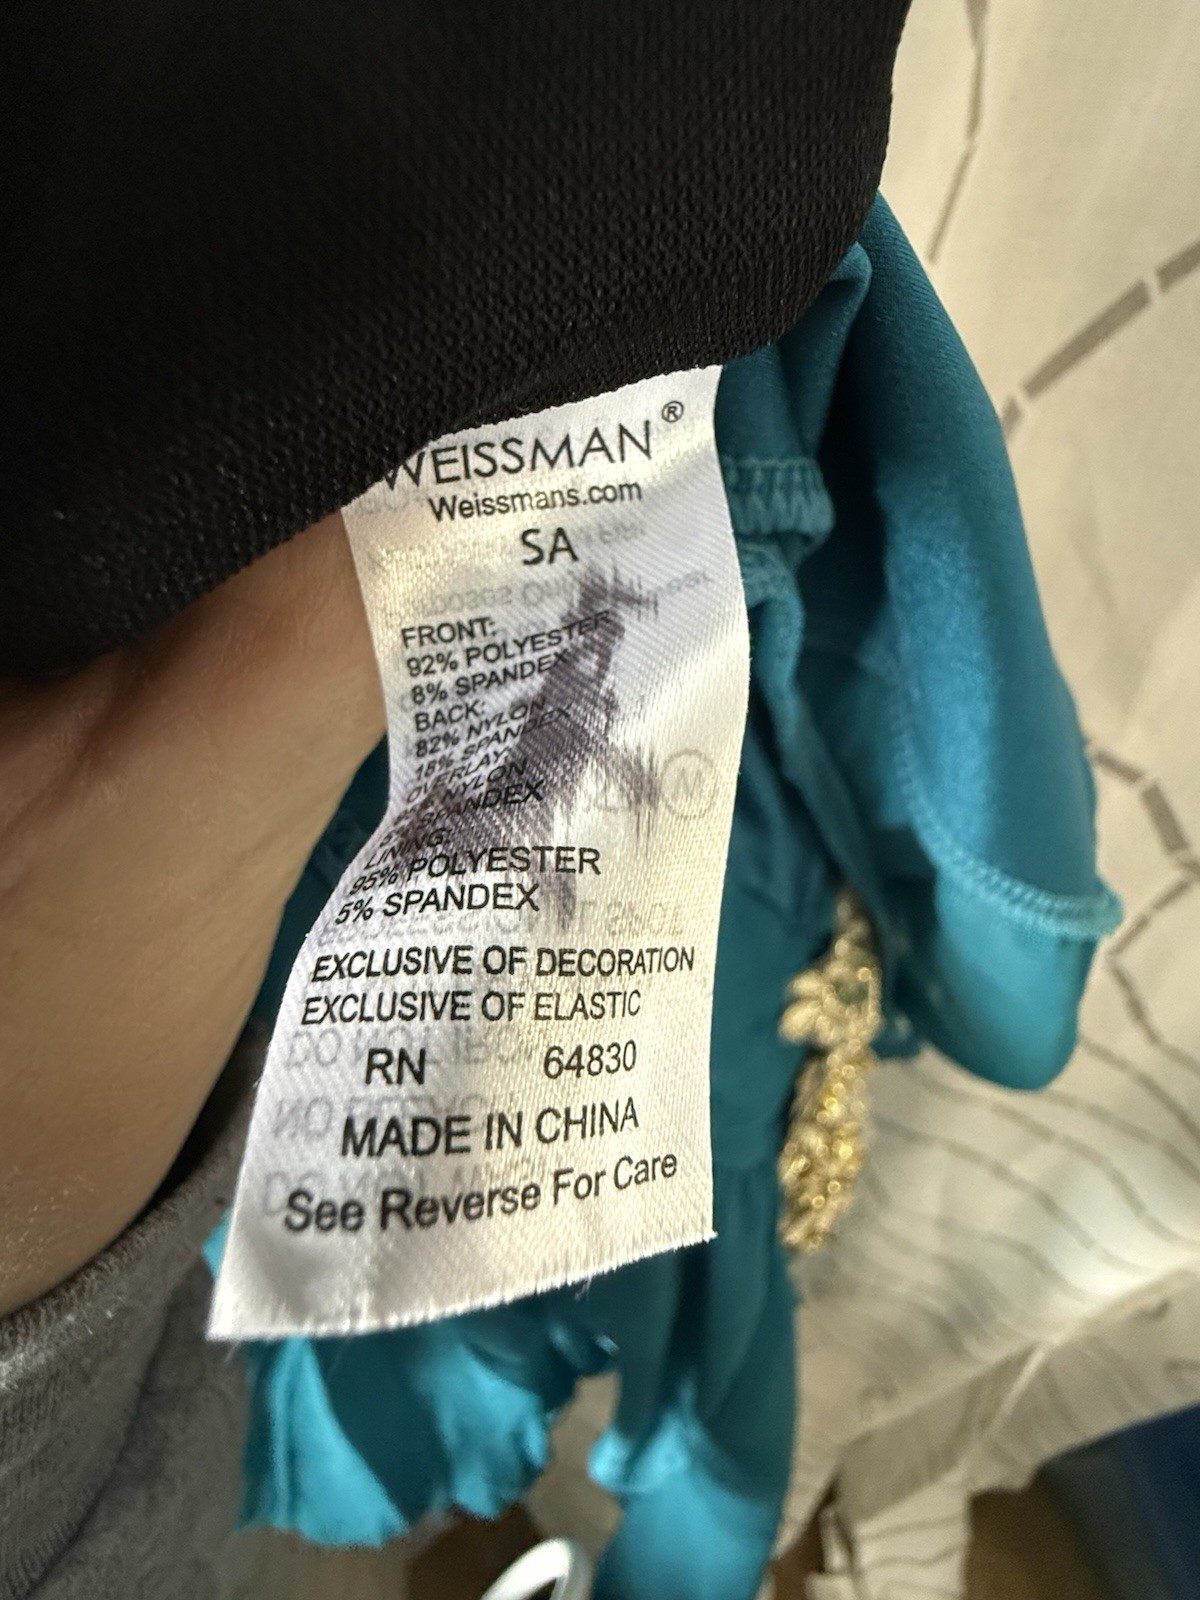 WEISSMAN®
Weissmans.com
SA
FRONT:
92% POLYESTER
8% SPANDEX
BACK:
82% NYLON
18% SPANDEX
OVERLAY:
NYLON
SPANDEX
LINING:
95% POLYESTER
5% SPANDEX
EXCLUSIVE OF DECORATION
EXCLUSIVE OF ELASTIC
RN 64830
MADE IN CHINA
See Reverse For Care